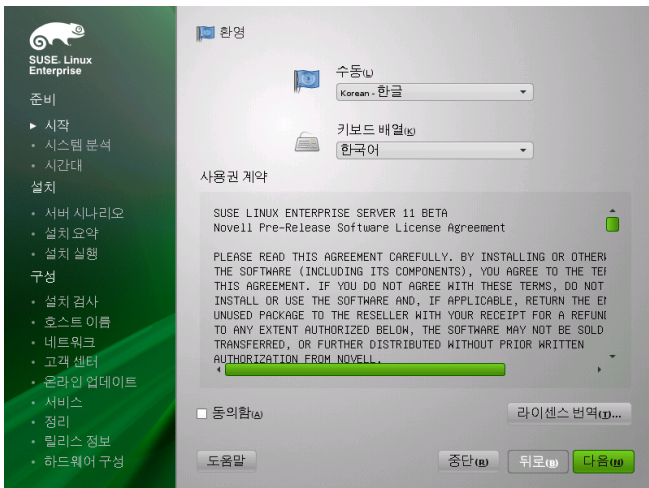 SUSE. Linux
Enterprise
준비
시작
시스템 분석
시간대
설치
서버 시나리오
설치 요약
설치 실행
구성
설치 검사
호스트 이름
네트워크
고객 센터
온라인 업데이트
서비스
정리
릴리스 정보
하드웨어 구성
환영
수동(L)
Korean - 한글
키보드 배열(K)
한국어
사용권 계약
SUSE LINUX ENTERPRISE SERVER 11 BETA
Novell Pre-Release Software License Agreement
PLEASE READ THIS AGREEMENT CAREFULLY. BY INSTALLING OR
THE SOFTWARE (INCLUDING ITS COMPONENTS), YOU AGREE TO THE
THIS AGREEMENT. IF YOU DO NOT AGREE WITH THESE TERMS, DO NOT
INSTALL OR USE THE SOFTWARE AND, IF APPLICABLE, RETURN THE
UNUSED PACKAGE TO THE RESELLER WITH YOUR RECEIPT FOR A
TO ANY EXTENT AUTHORIZED BELOW, THE SOFTWARE MAY NOT BE SOLD
TRANSFERRED, OR FURTHER DISTRIBUTED WITHOUT PRIOR WRITTEN
AUTHORIZATION FROM NOVELL.
동의함(A)
라이센스 번역(T)...
도움말
중단(R)
뒤로(B)
다음(N)